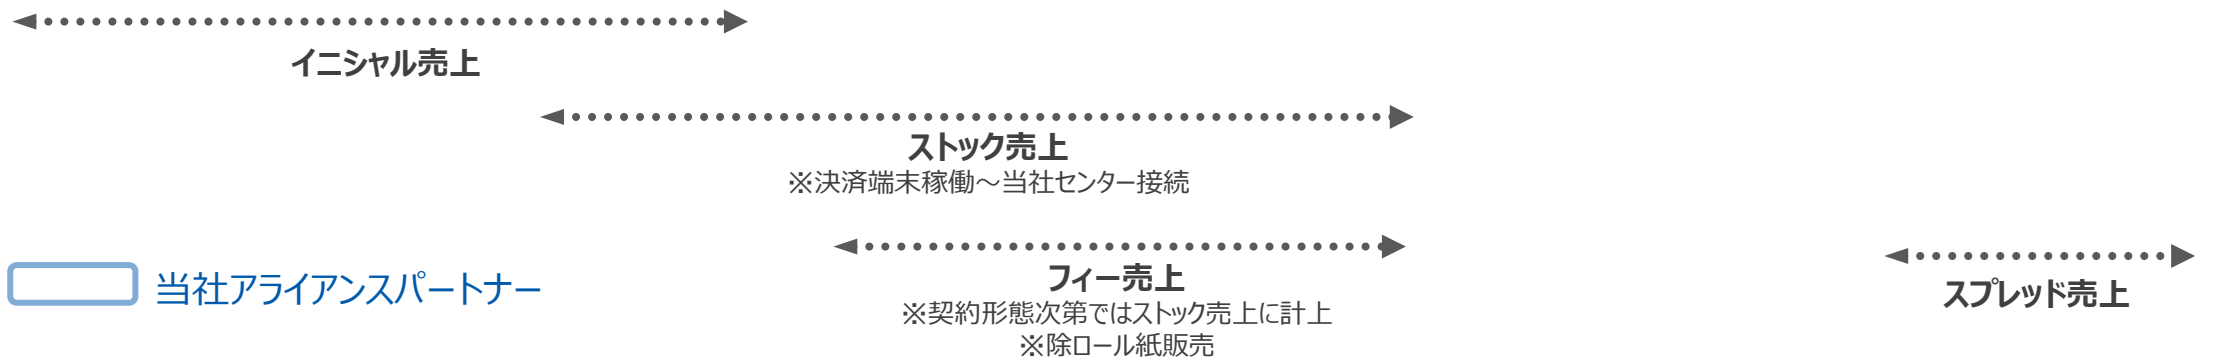 イニシャル売上
ストック売上
※決済端末稼働～当社センター接続
フィー売上
※契約形態次第ではストック売上に計上
※除ロール紙販売
当社アライアンスパートナー
スプレッド売上